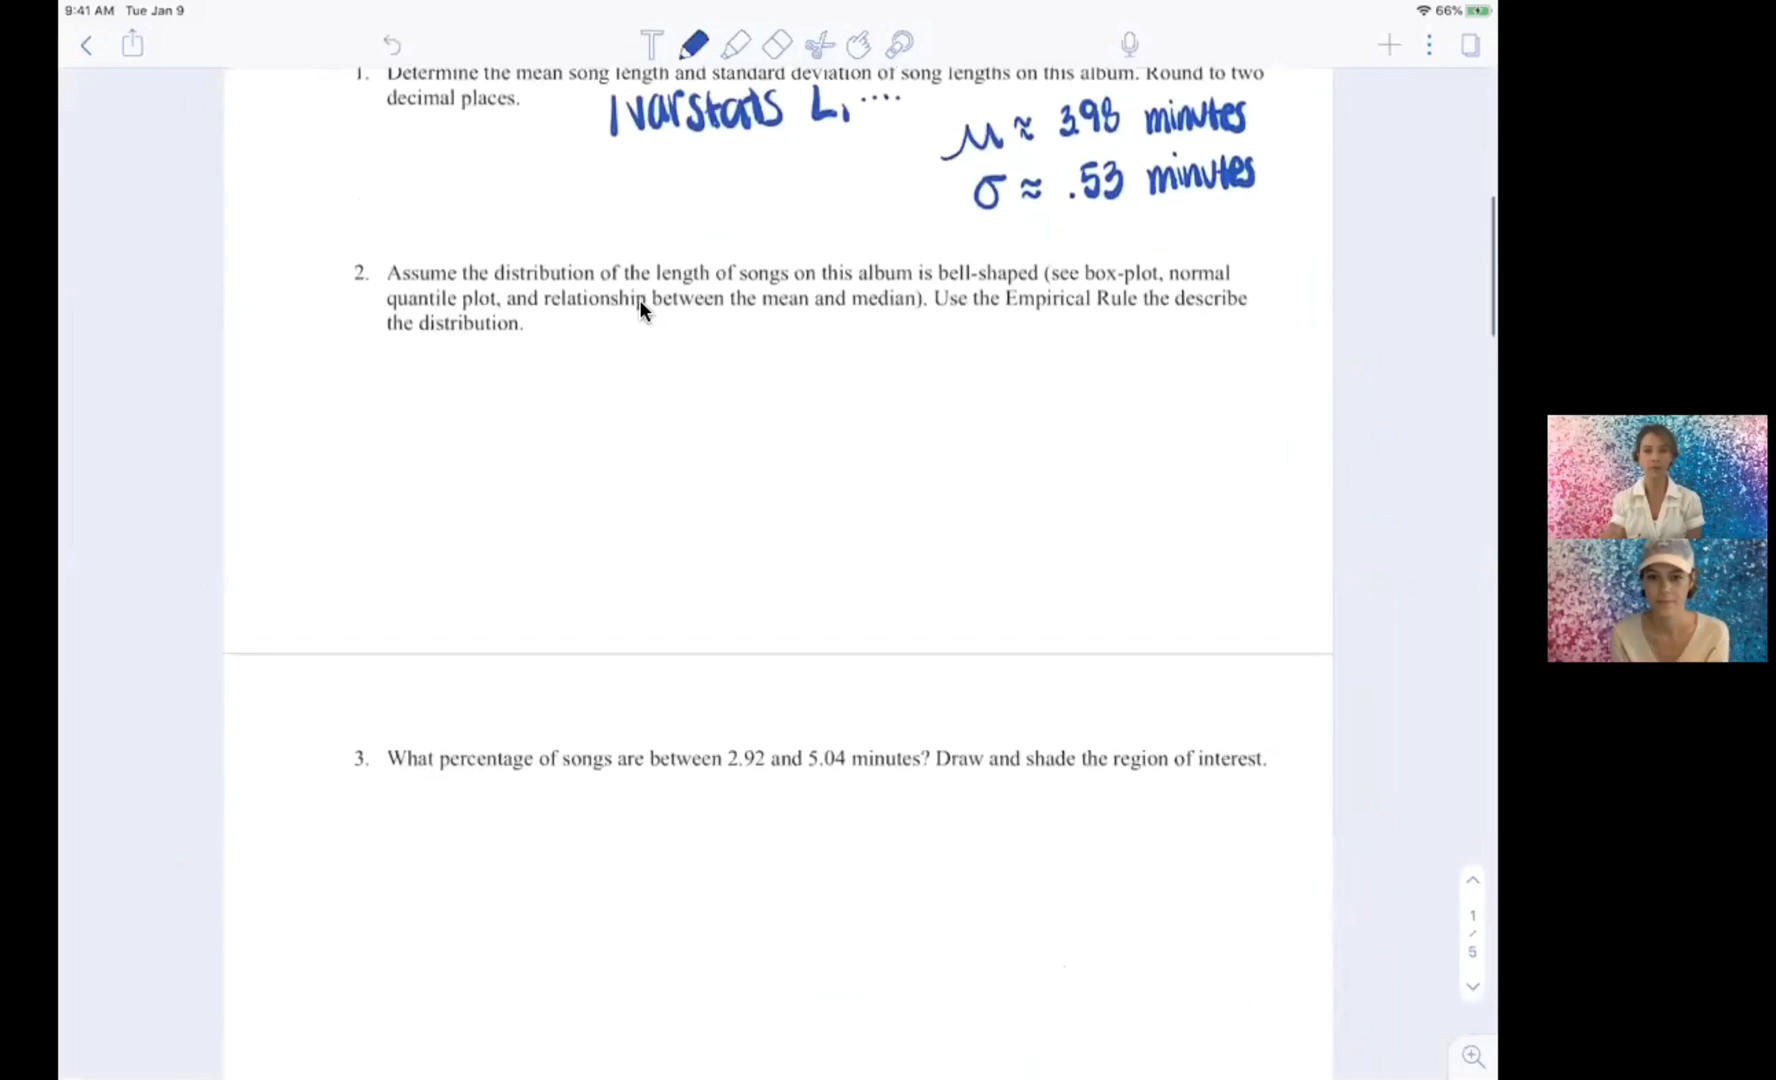 9:41 AM Tue Jan 9
66%
T
1. Determine the mean song length and standard deviation of song lengths on this album. Round to two
decimal places.
1varstats L₁ ....
μ ≈ 3.98 minutes
σ ≈ .53 minutes
2. Assume the distribution of the length of songs on this album is bell-shaped (see box-plot, normal
quantile plot, and relationship between the mean and median). Use the Empirical Rule the describe
the distribution.
3. What percentage of songs are between 2.92 and 5.04 minutes? Draw and shade the region of interest.
1
/
5